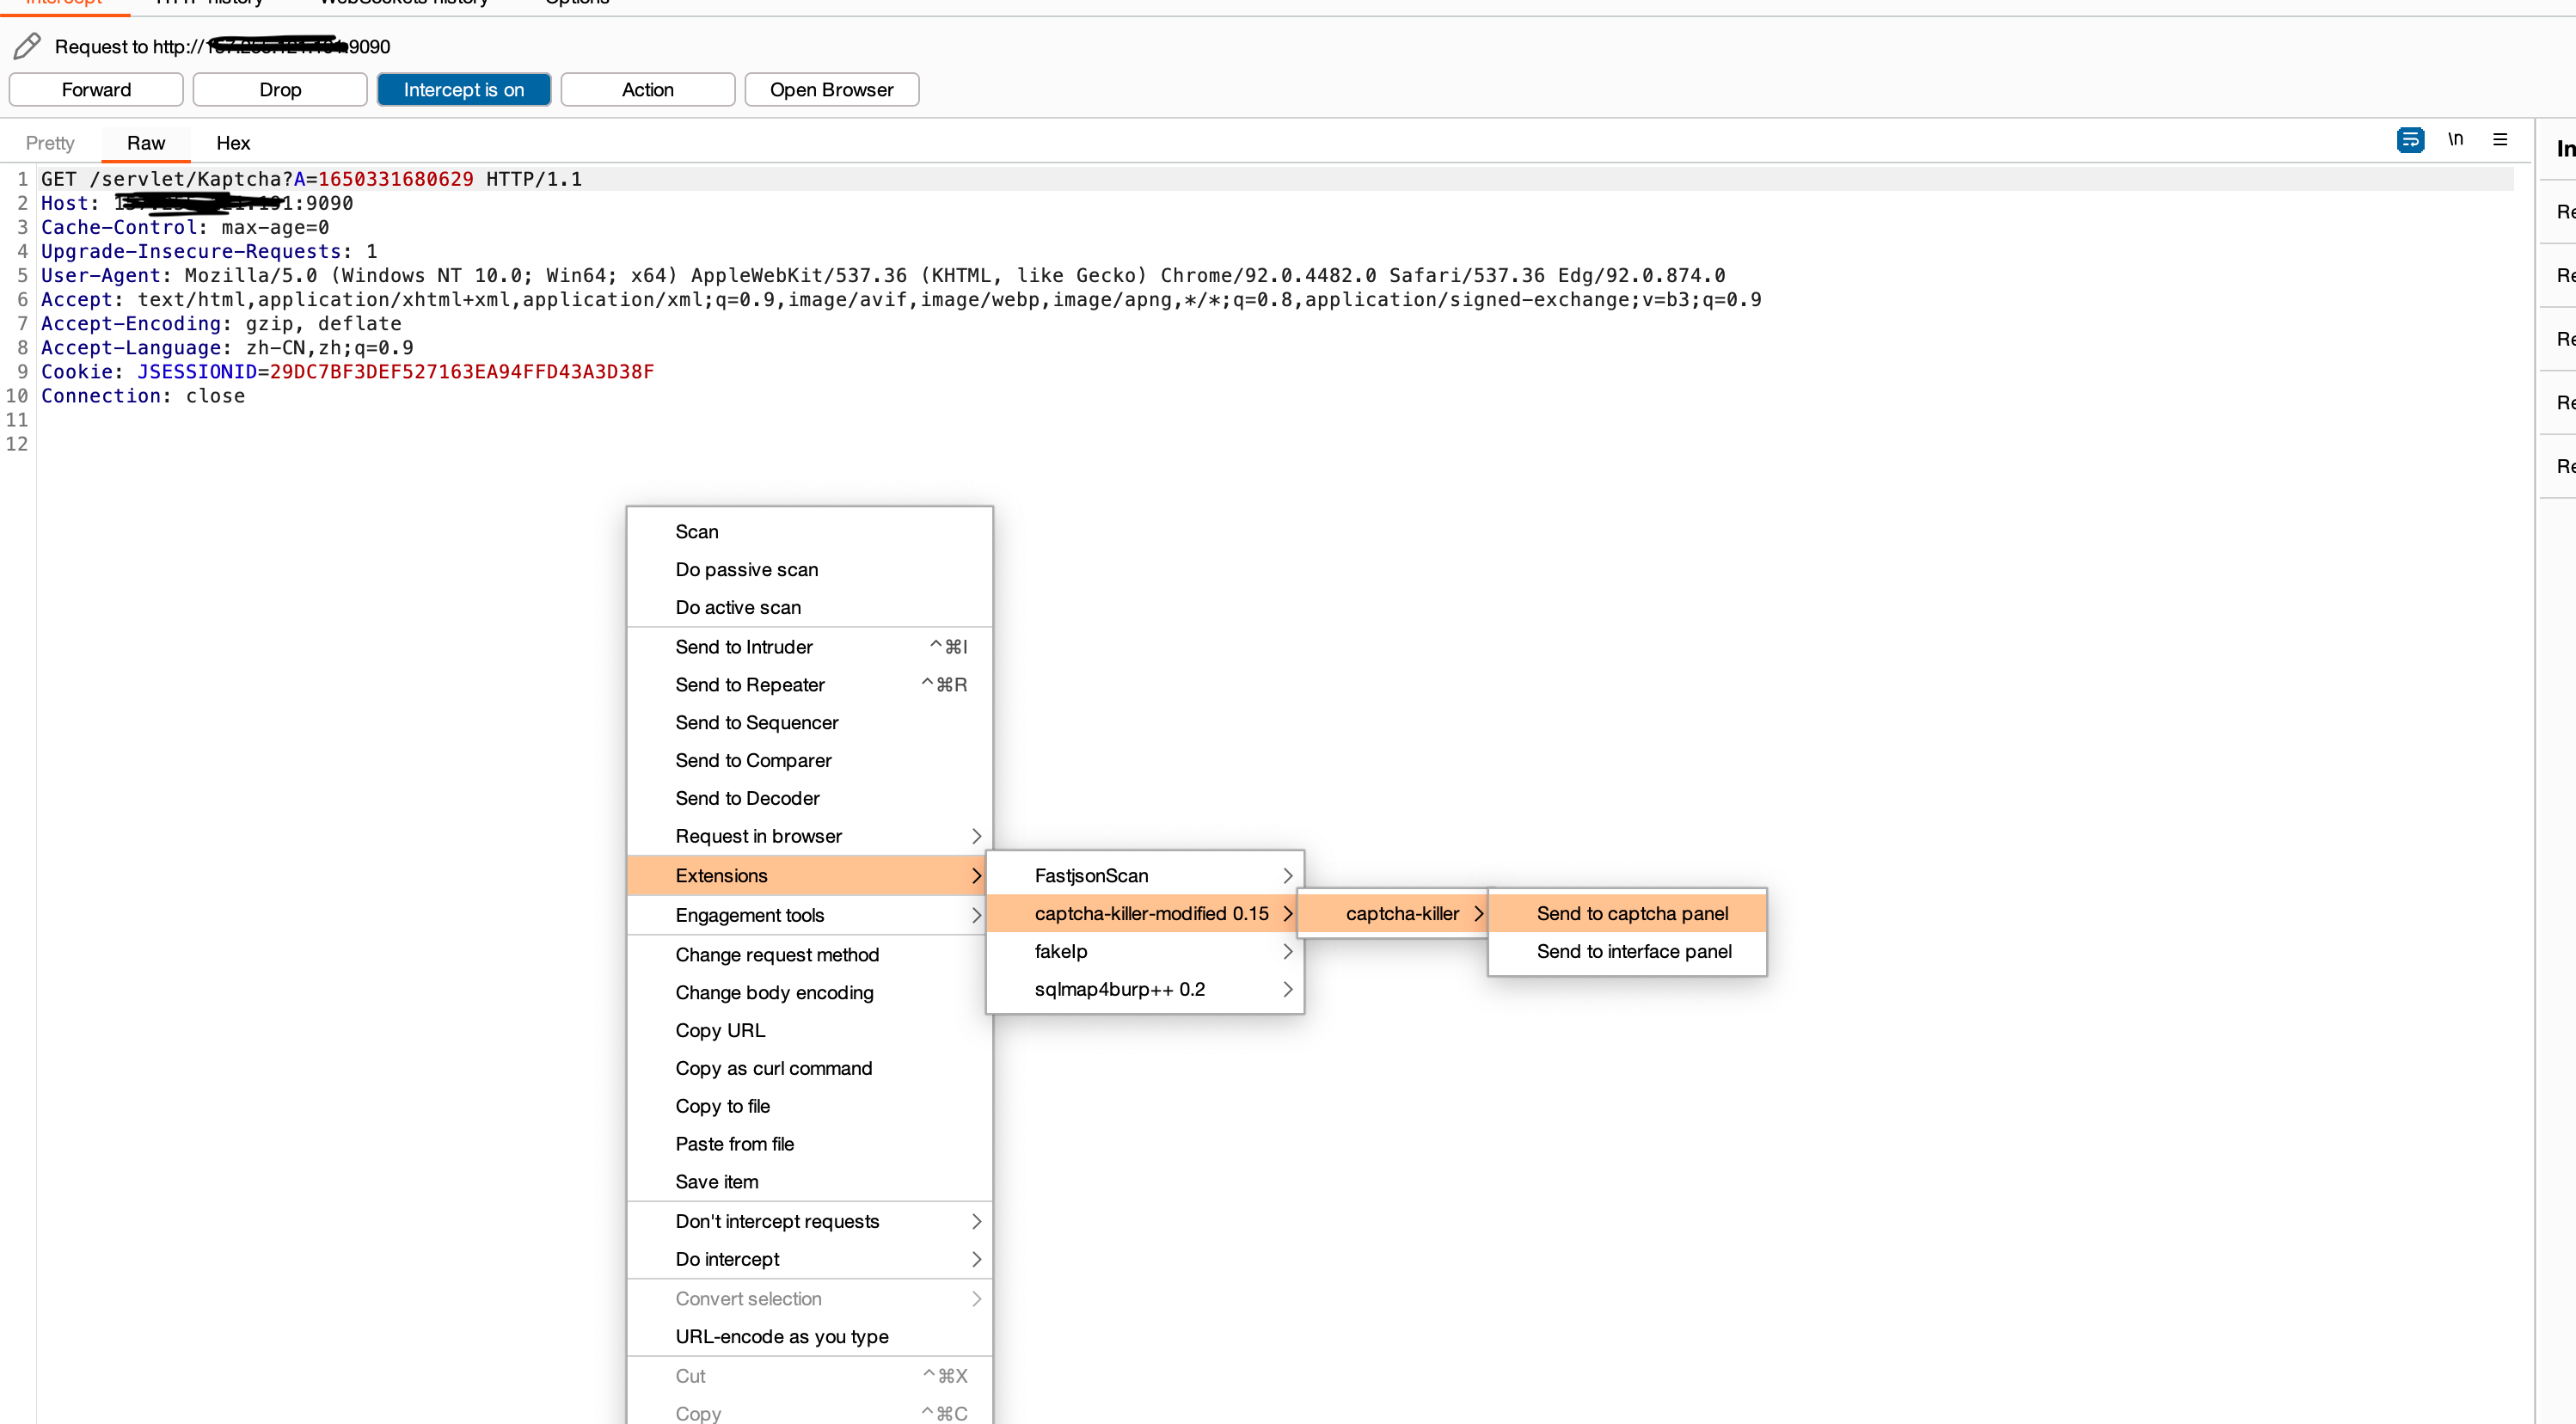 Intercept HTTP history WebSockets history Options
Request to http:// 9090
Forward Drop Intercept is on Action Open Browser
Pretty Raw Hex \n
1 GET /servlet/Kaptcha?A=1650331680629 HTTP/1.1
2 Host: 1:9090
3 Cache-Control: max-age=0
4 Upgrade-Insecure-Requests: 1
5 User-Agent: Mozilla/5.0 (Windows NT 10.0; Win64; x64) AppleWebKit/537.36 (KHTML, like Gecko) Chrome/92.0.4482.0 Safari/537.36 Edg/92.0.874.0
6 Accept: text/html,application/xhtml+xml,application/xml;q=0.9,image/avif,image/webp,image/apng,*/*;q=0.8,application/signed-exchange;v=b3;q=0.9
7 Accept-Encoding: gzip, deflate
8 Accept-Language: zh-CN,zh;q=0.9
9 Cookie: JSESSIONID=29DC7BF3DEF527163EA94FFD43A3D38F
10 Connection: close
11
12
In
Re
Re
Re
Re
Re
Scan
Do passive scan
Do active scan
Send to Intruder ^⌘I
Send to Repeater ^⌘R
Send to Sequencer
Send to Comparer
Send to Decoder
Request in browser
Extensions
Engagement tools
Change request method
Change body encoding
Copy URL
Copy as curl command
Copy to file
Paste from file
Save item
Don't intercept requests
Do intercept
Convert selection
URL-encode as you type
Cut ^⌘X
Copy ^⌘C
FastjsonScan
captcha-killer-modified 0.15
fakeIp
sqlmap4burp++ 0.2
captcha-killer
Send to captcha panel
Send to interface panel